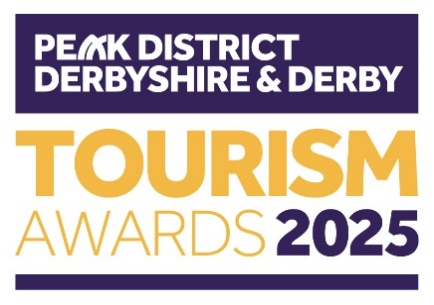 PEAK DISTRICT
DERBYSHIRE & DERBY
TOURISM
AWARDS 2025